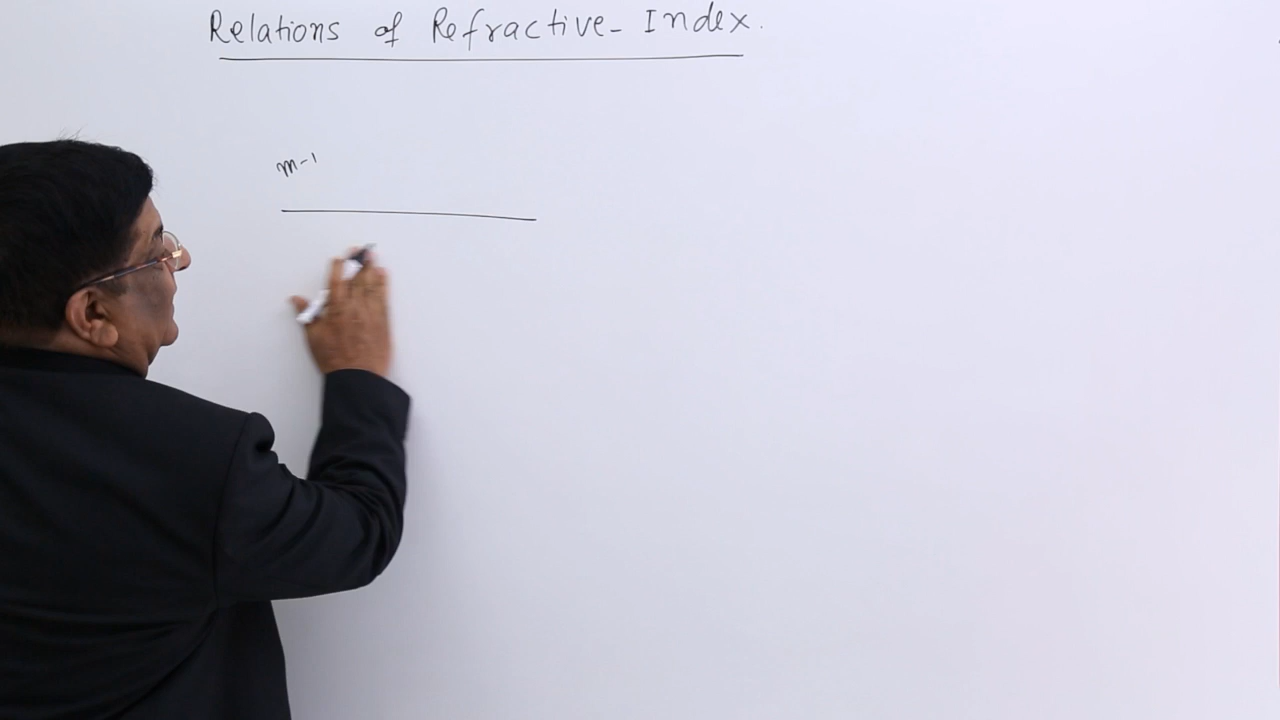 Relations of Refractive- Index.
m-1